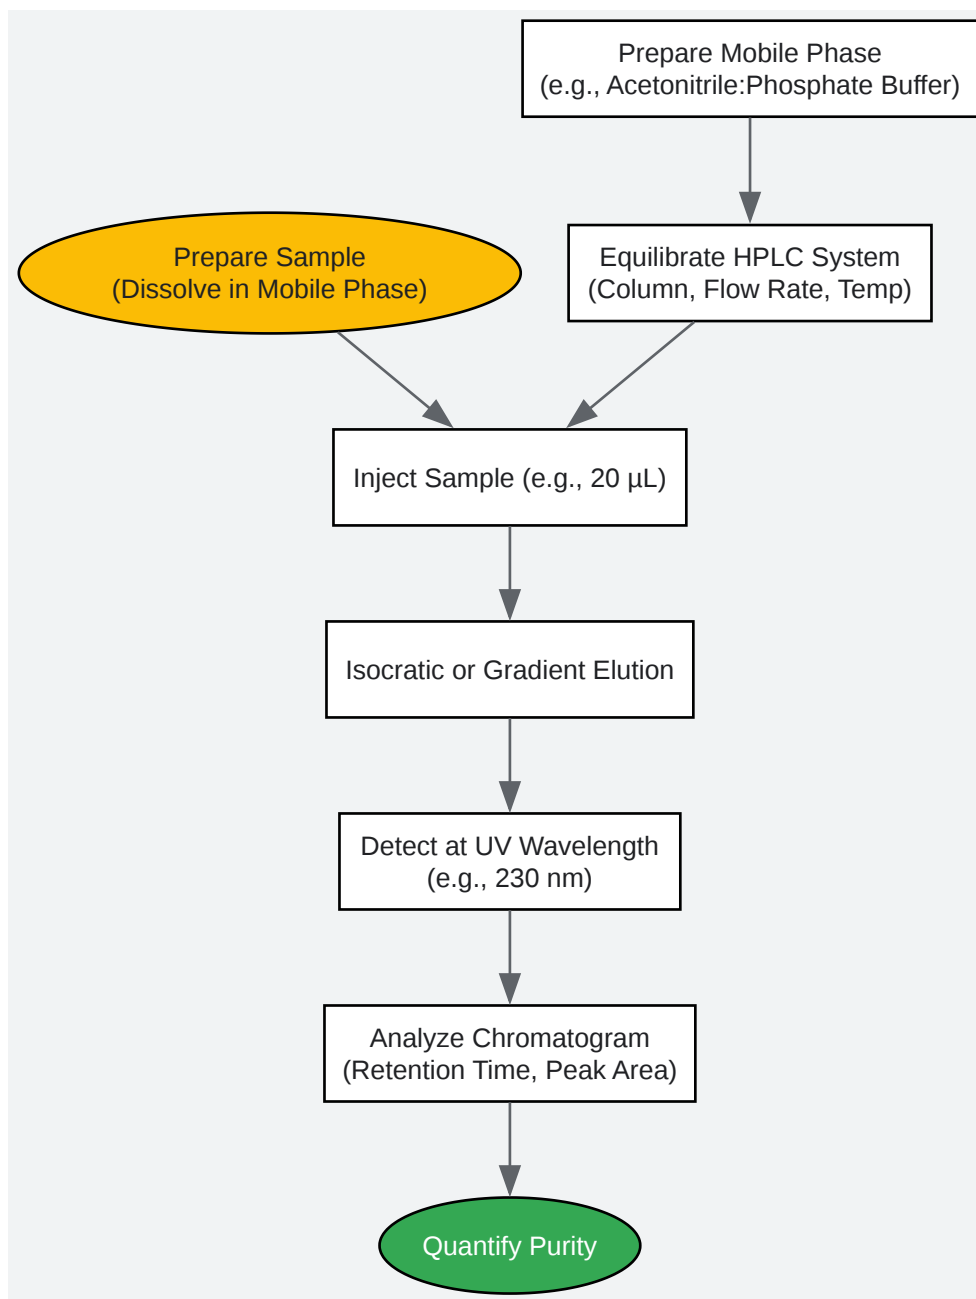 Prepare Mobile Phase
(e.g., Acetonitrile:Phosphate Buffer)
Prepare Sample
(Dissolve in Mobile Phase)
Equilibrate HPLC System
(Column, Flow Rate, Temp)
Inject Sample (e.g., 20 µL)
Isocratic or Gradient Elution
Detect at UV Wavelength
(e.g., 230 nm)
Analyze Chromatogram
(Retention Time, Peak Area)
Quantify Purity